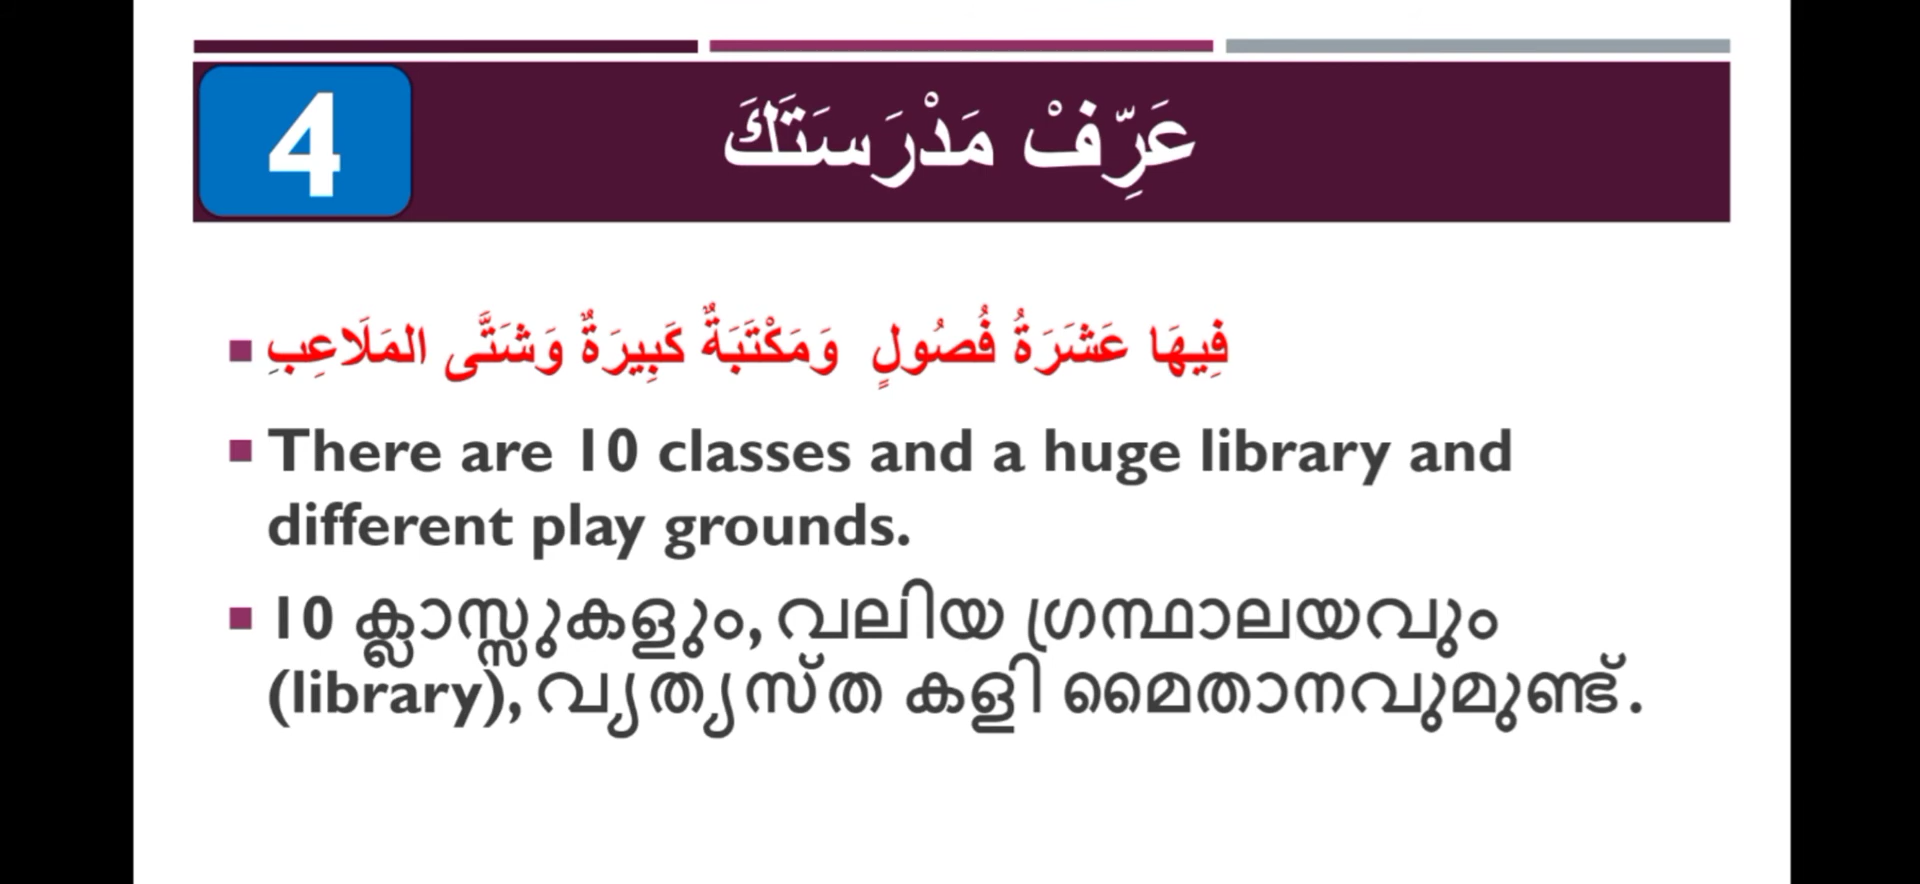 4
عَرِّفْ مَدْرَسَتَكَ
فِيهَا عَشَرَةُ فُصُولٍ وَمَكْتَبَةٌ كَبِيرَةٌ وَشَتَّى المَلَاعِبِ
There are 10 classes and a huge library and
different play grounds.
10 ക്ലാസ്സുകളും, വലിയ ഗ്രന്ഥാലയവും
(library), വ്യത്യസ്ത കളി മൈതാനവുമുണ്ട്.